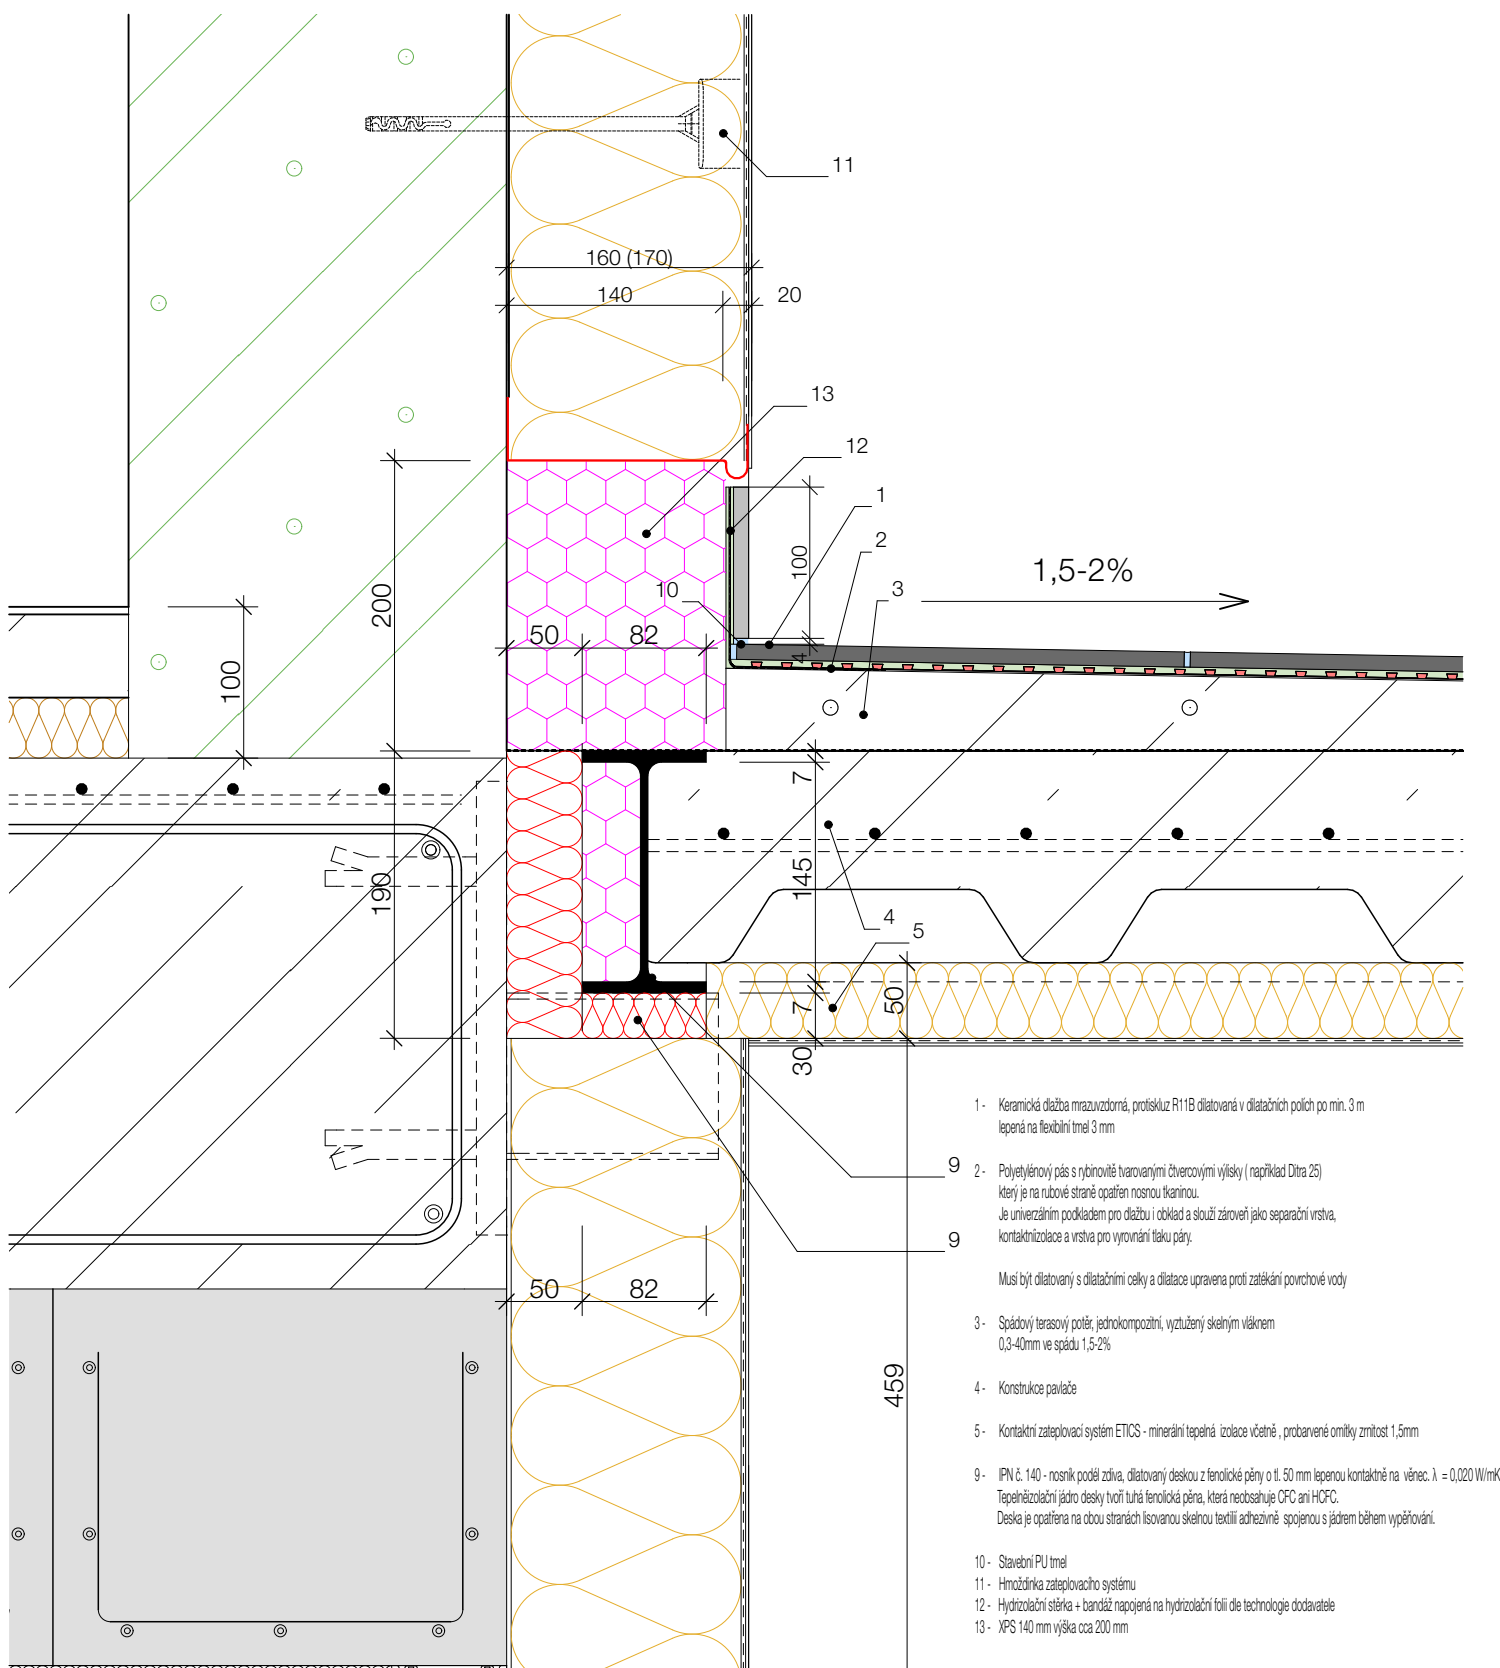 11
160 (170)
140
20
13
12
1
2
3
1,5-2%
100
10
200
50
82
4
100
7
190
145
4
5
50
7
30
9
9
50
82
459
1 - Keramická dlažba mrazuvzdorná, protiskluz R11B dilatovaná v dilatačních polích po min. 3 m
lepená na flexibilní tmel 3 mm
2 - Polyetylénový pás s rybinovitě tvarovanými čtvercovými výlisky ( například Ditra 25)
který je na rubové straně opatřen nosnou tkaninou.
Je univerzálním podkladem pro dlažbu i obklad a slouží zároveň jako separační vrstva,
kontaktníizolace a vrstva pro vyrovnání tlaku páry.
Musí být dilatovaný s dilatačními celky a dilatace upravena proti zatékání povrchové vody
3 - Spádový terasový potěr, jednokompozitní, vyztužený skelným vláknem
0,3-40mm ve spádu 1,5-2%
4 - Konstrukce pavlače
5 - Kontaktní zateplovací systém ETICS - minerální tepelná izolace včetně , probarvené omítky zrnitost 1,5mm
9 - IPN č. 140 - nosník podél zdiva, dilatovaný deskou z fenolické pěny o tl. 50 mm lepenou kontaktně na věnec. λ = 0,020 W/mK
Tepelněizolační jádro desky tvoří tuhá fenolická pěna, která neobsahuje CFC ani HCFC.
Deska je opatřena na obou stranách lisovanou skelnou textilií adhezivně spojenou s jádrem během vypěňování.
10 - Stavební PU tmel
11 - Hmoždinka zateplovacího systému
12 - Hydrizolační stěrka + bandáž napojená na hydrizolační folii dle technologie dodavatele
13 - XPS 140 mm výška cca 200 mm